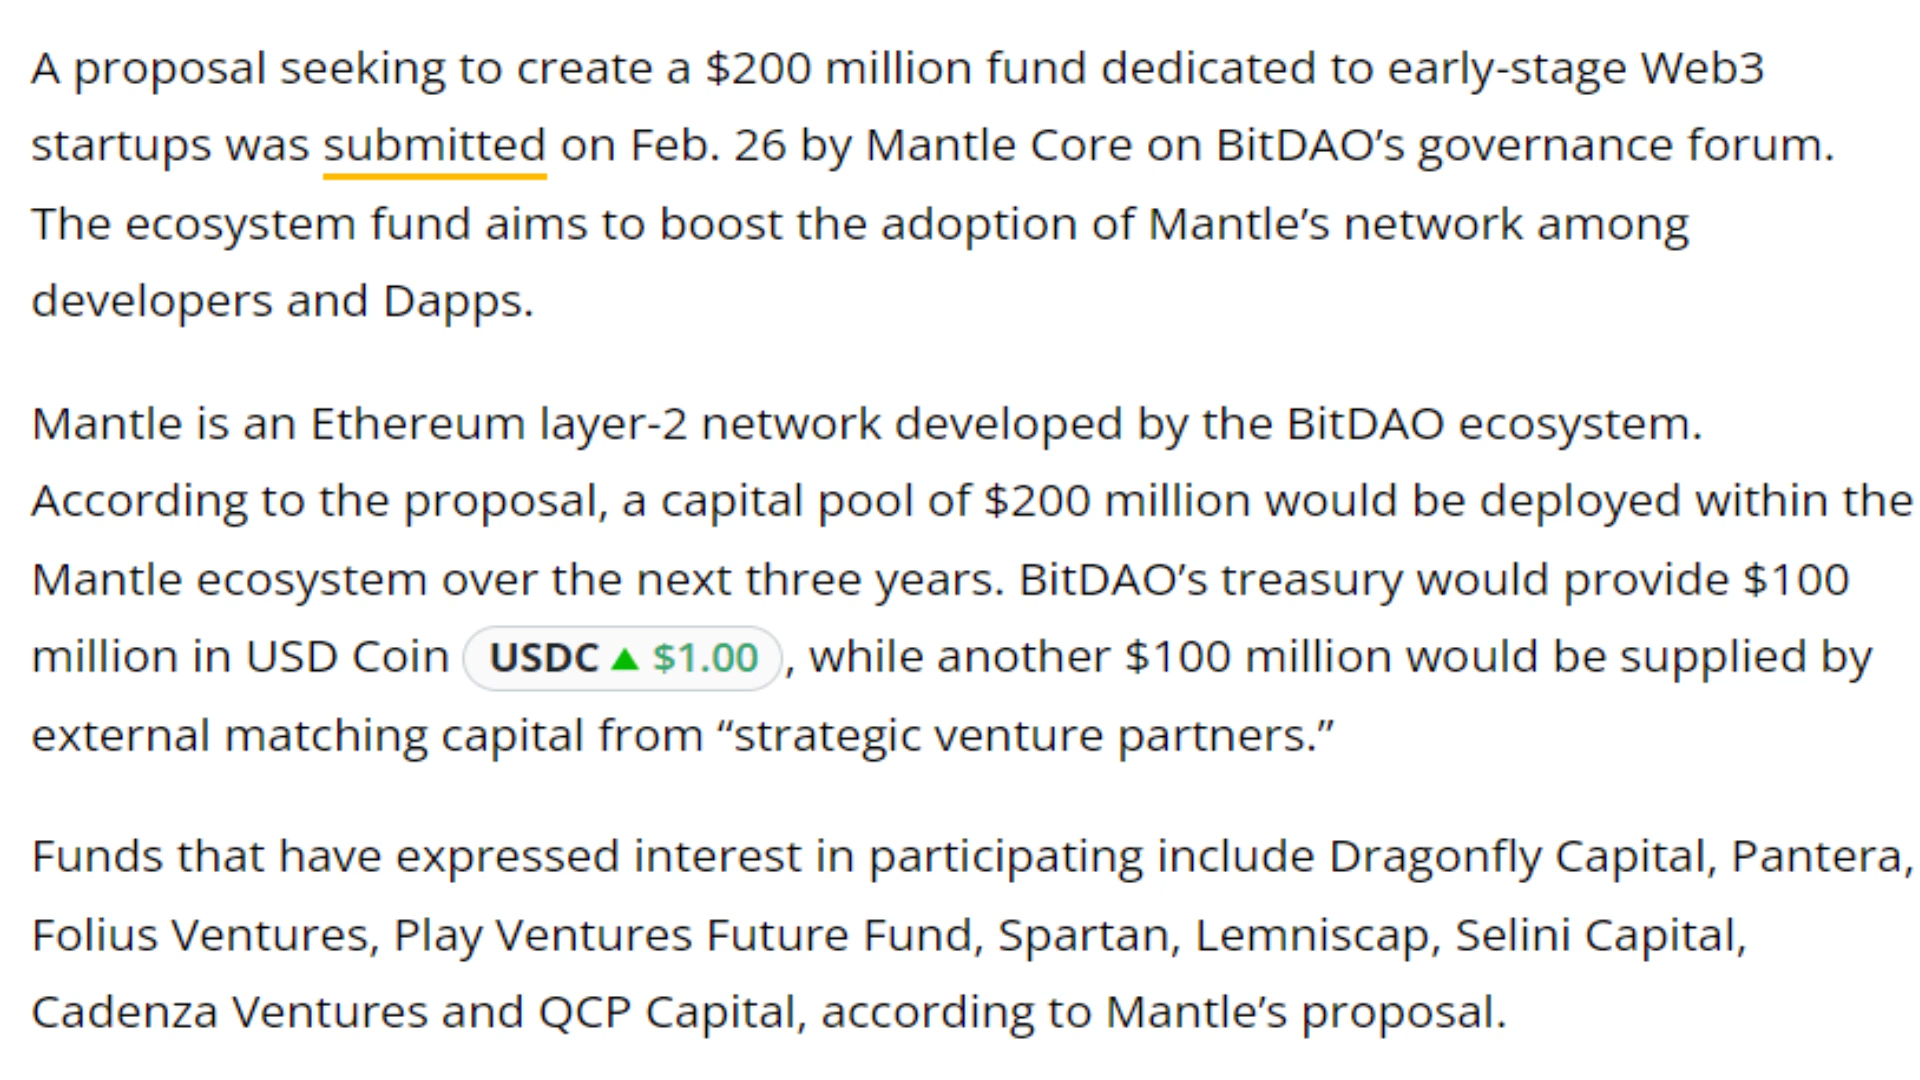 A proposal seeking to create a $200 million fund dedicated to early-stage Web3
startups was submitted on Feb. 26 by Mantle Core on BitDAO’s governance forum.
The ecosystem fund aims to boost the adoption of Mantle’s network among
developers and Dapps.
Mantle is an Ethereum layer-2 network developed by the BitDAO ecosystem.
According to the proposal, a capital pool of $200 million would be deployed within the
Mantle ecosystem over the next three years. BitDAO’s treasury would provide $100
million in USD Coin USDC ▲ $1.00 , while another $100 million would be supplied by
external matching capital from “strategic venture partners.”
Funds that have expressed interest in participating include Dragonfly Capital, Pantera,
Folius Ventures, Play Ventures Future Fund, Spartan, Lemniscap, Selini Capital,
Cadenza Ventures and QCP Capital, according to Mantle’s proposal.